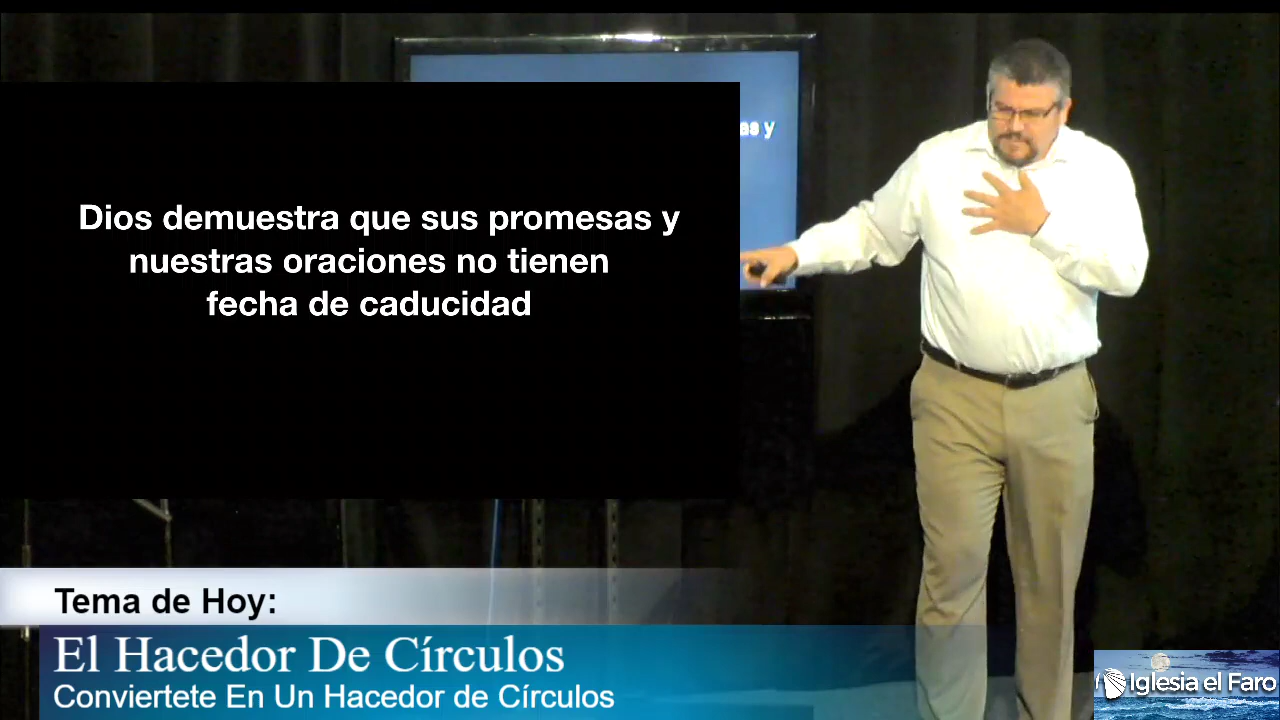 es y
Dios demuestra que sus promesas y
nuestras oraciones no tienen
fecha de caducidad
Tema de Hoy:
El Hacedor De Círculos
Conviertete En Un Hacedor de Círculos
Iglesia el Faro